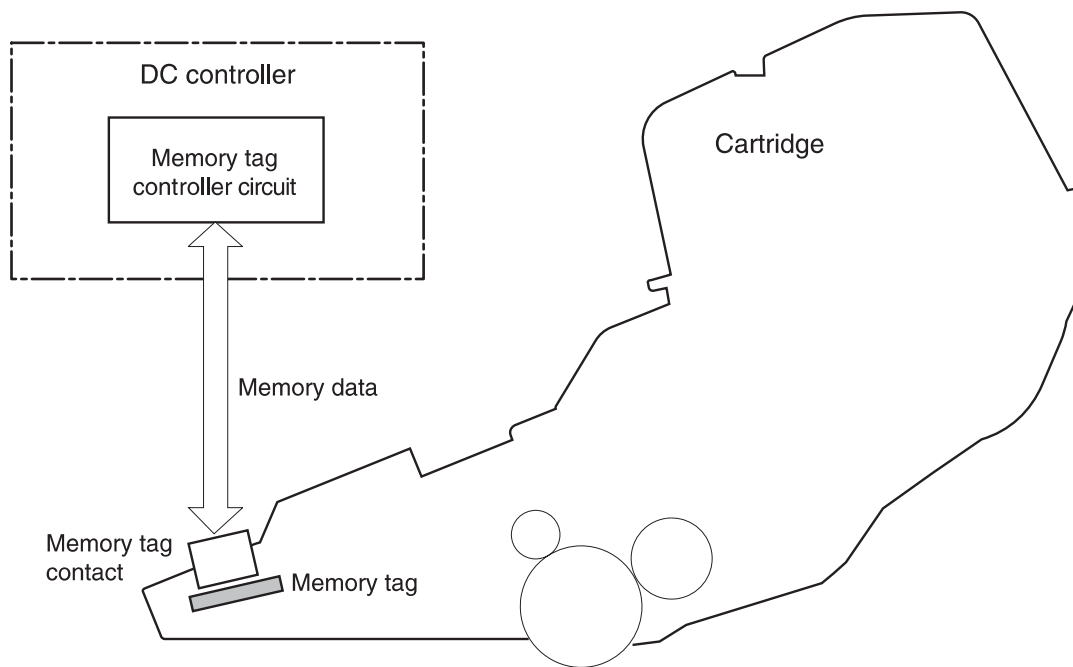 DC controller
Memory tag
controller circuit
Cartridge
Memory data
Memory tag
contact
Memory tag